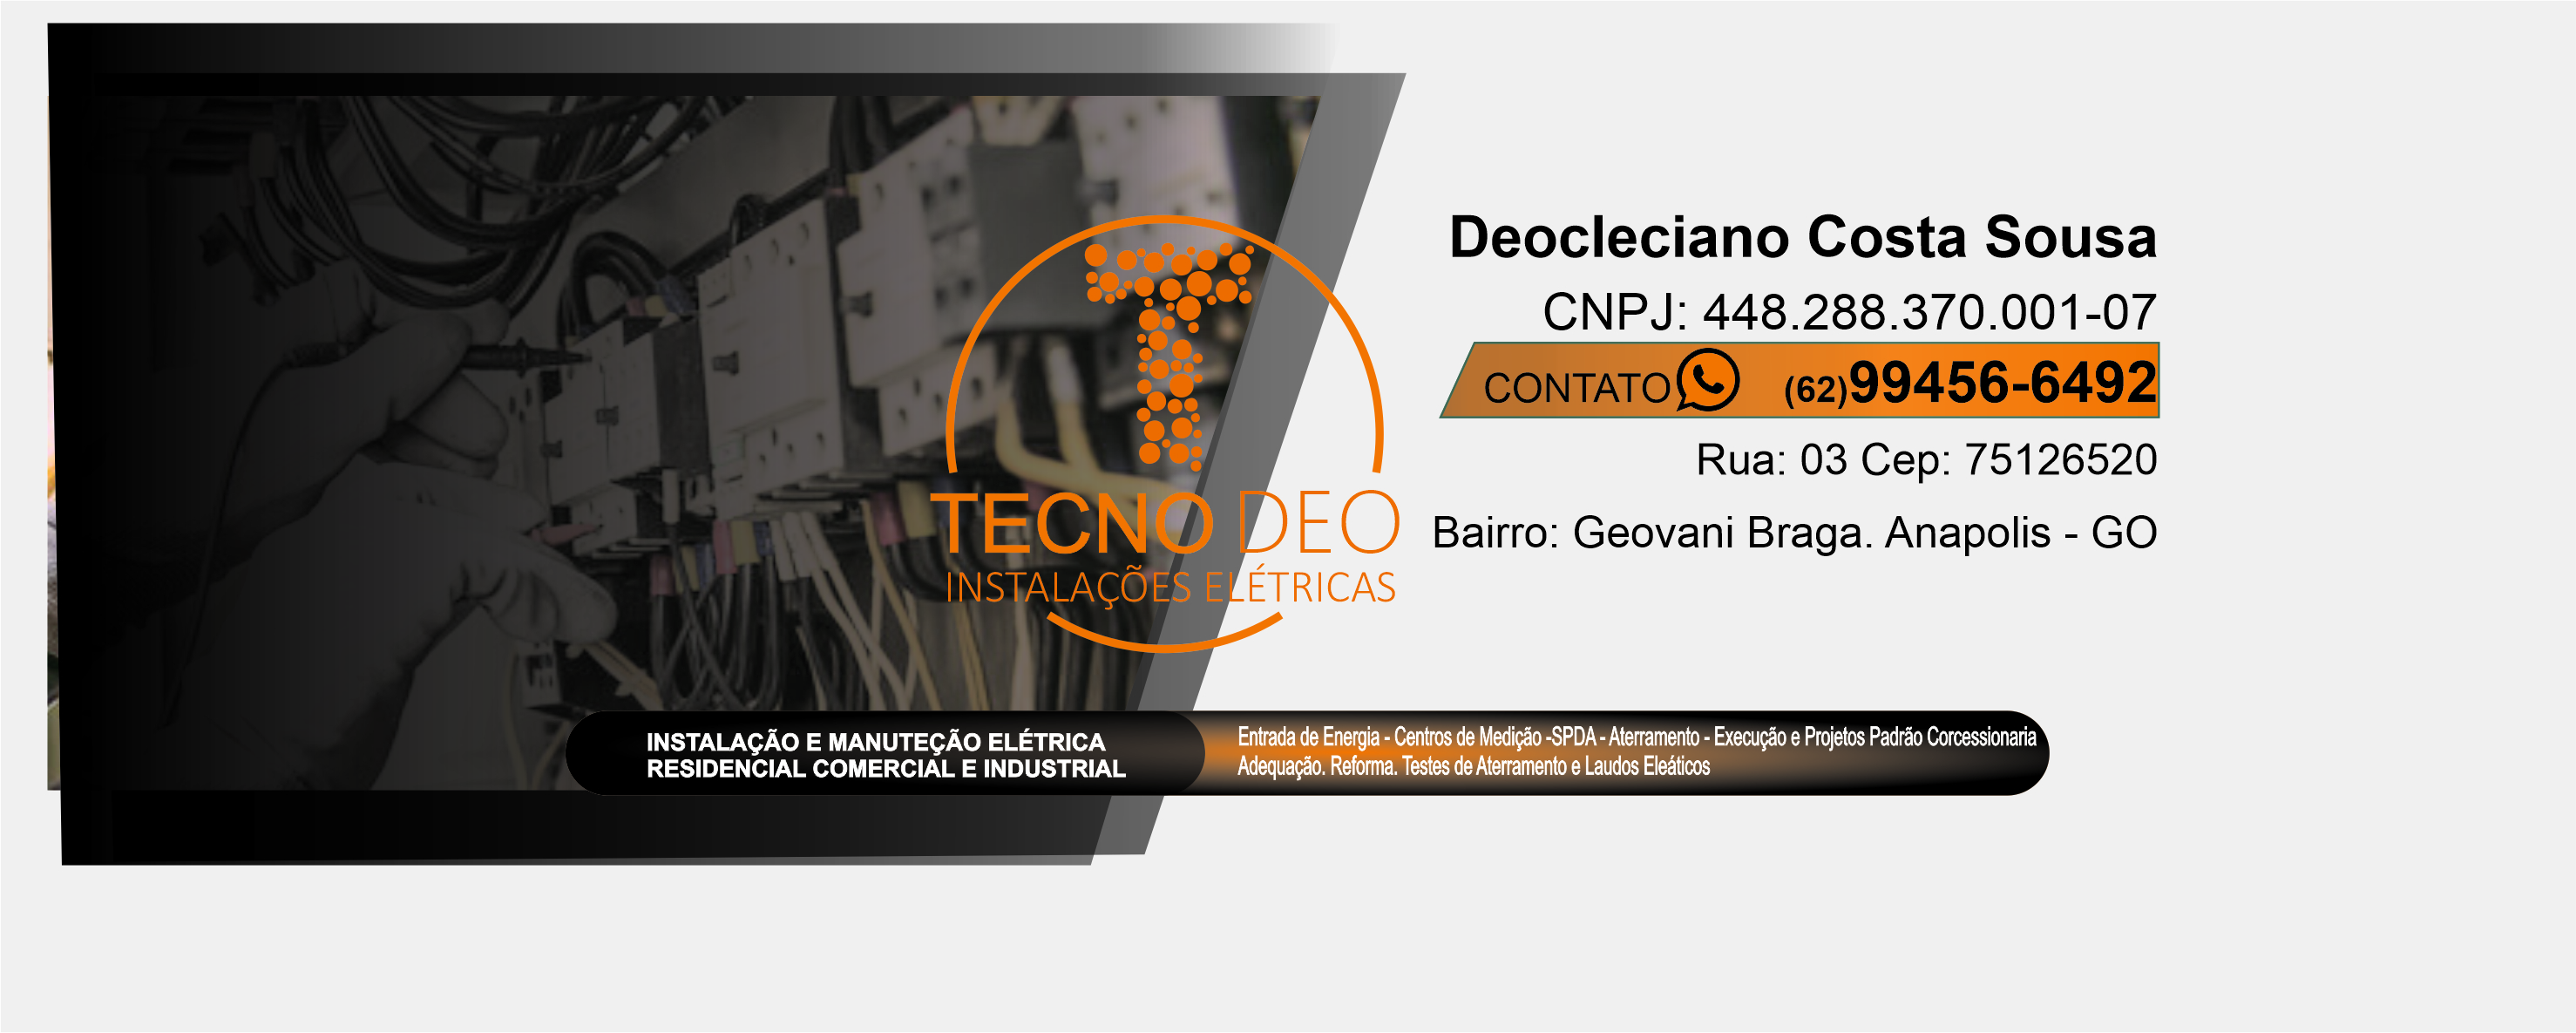 Deocleciano Costa Sousa
CNPJ: 448.288.370.001-07
CONTATO (62)99456-6492
Rua: 03 Cep: 75126520
Bairro: Geovani Braga. Anapolis - GO
TECNO DEO
INSTALAÇÕES ELÉTRICAS
INSTALAÇÃO E MANUTEÇÃO ELÉTRICA
RESIDENCIAL COMERCIAL E INDUSTRIAL
Entrada de Energia - Centros de Medição -SPDA - Aterramento - Execução e Projetos Padrão Corcessionaria
Adequação. Reforma. Testes de Aterramento e Laudos Eleáticos